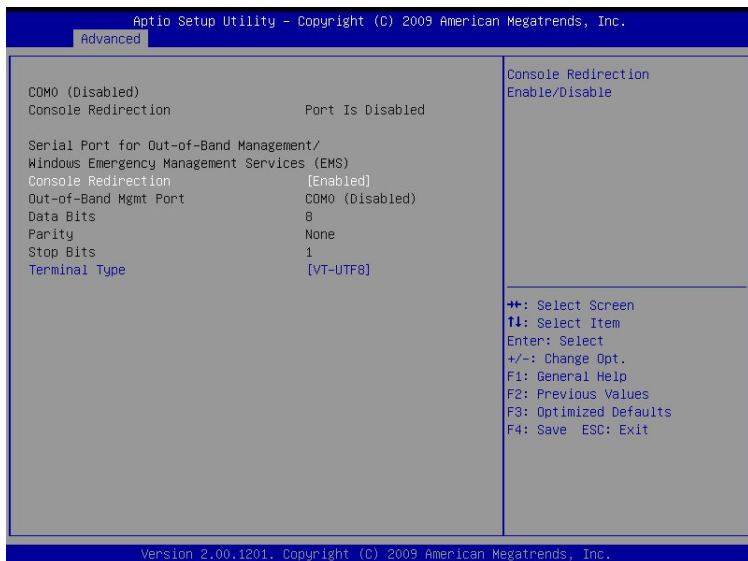 Aptio Setup Utility – Copyright (C) 2009 American Megatrends, Inc.
Advanced
COM0 (Disabled)
Console Redirection Port Is Disabled
Serial Port for Out-of-Band Management/
Windows Emergency Management Services (EMS)
Console Redirection [Enabled]
Out-of-Band Mgmt Port COM0 (Disabled)
Data Bits 8
Parity None
Stop Bits 1
Terminal Type [VT-UTF8]
Console Redirection
Enable/Disable
→←: Select Screen
↑↓: Select Item
Enter: Select
+/-: Change Opt.
F1: General Help
F2: Previous Values
F3: Optimized Defaults
F4: Save ESC: Exit
Version 2.00.1201. Copyright (C) 2009 American Megatrends, Inc.